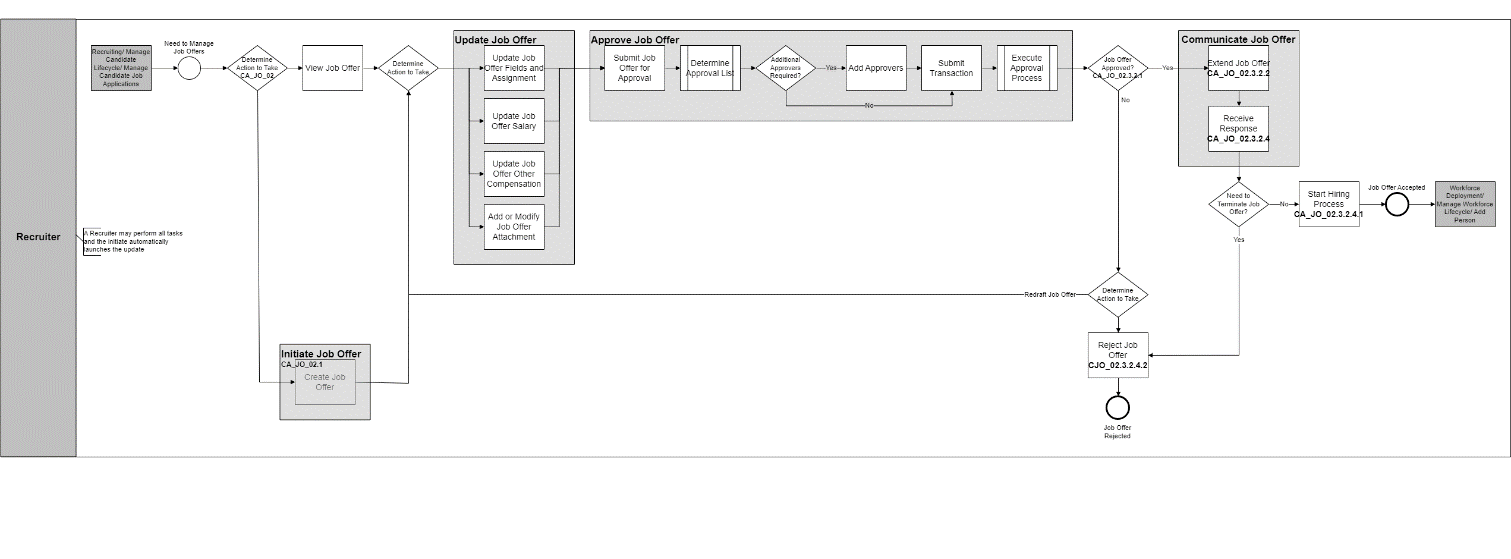 Recruiter
Recruiting/ Manage
Candidate
Lifecycle/ Manage
Candidate Job
Applications
Need to Manage
Job Offers
Determine
Action to Take
CA_JO_02
View Job Offer
Determine
Action to Take
Update Job Offer
Update Job
Offer Fields and
Assignment
Update Job
Offer Salary
Update Job
Offer Other
Compensation
Add or Modify
Job Offer
Attachment
Approve Job Offer
Submit Job
Offer for
Approval
Determine
Approval List
Additional
Approvers
Required?
Yes
No
Add Approvers
Submit
Transaction
Execute
Approval
Process
Job Offer
Approved?
CA_JO_02.3.2.1
Yes
No
Communicate Job Offer
Extend Job Offer
CA_JO_02.3.2.2
Receive
Response
CA_JO_02.3.2.4
Need to
Terminate Job
Offer?
No
Yes
Start Hiring
Process
CA_JO_02.3.2.4.1
Job Offer Accepted
Workforce
Deployment/
Manage Workforce
Lifecycle/ Add
Person
A Recruiter may perform all tasks
and the initiate automatically
launches the update
Redraft Job Offer
Determine
Action to Take
Reject Job
Offer
CJO_02.3.2.4.2
Job Offer
Rejected
Initiate Job Offer
CA_JO_02.1
Create Job
Offer